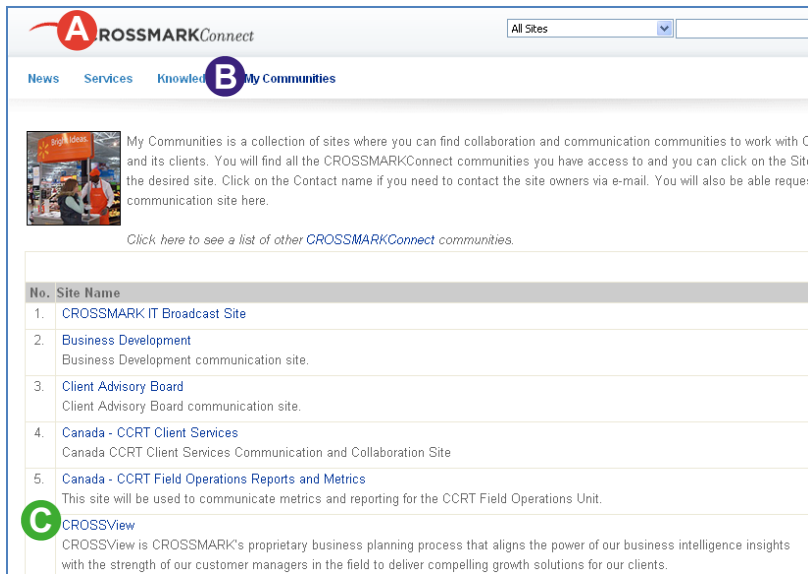 A ROSSMARKConnect
All Sites
News Services Knowled B My Communities
Bright Ideas.
My Communities is a collection of sites where you can find collaboration and communication communities to work with C
and its clients. You will find all the CROSSMARKConnect communities you have access to and you can click on the Sit
the desired site. Click on the Contact name if you need to contact the site owners via e-mail. You will also be able reque
communication site here.
Click here to see a list of other CROSSMARKConnect communities.
No. Site Name
1. CROSSMARK IT Broadcast Site
2. Business Development
Business Development communication site.
3. Client Advisory Board
Client Advisory Board communication site.
4. Canada - CCRT Client Services
Canada CCRT Client Services Communication and Collaboration Site
5. Canada - CCRT Field Operations Reports and Metrics
This site will be used to communicate metrics and reporting for the CCRT Field Operations Unit.
C CROSSView
CROSSView is CROSSMARK's proprietary business planning process that aligns the power of our business intelligence insights
with the strength of our customer managers in the field to deliver compelling growth solutions for our clients.